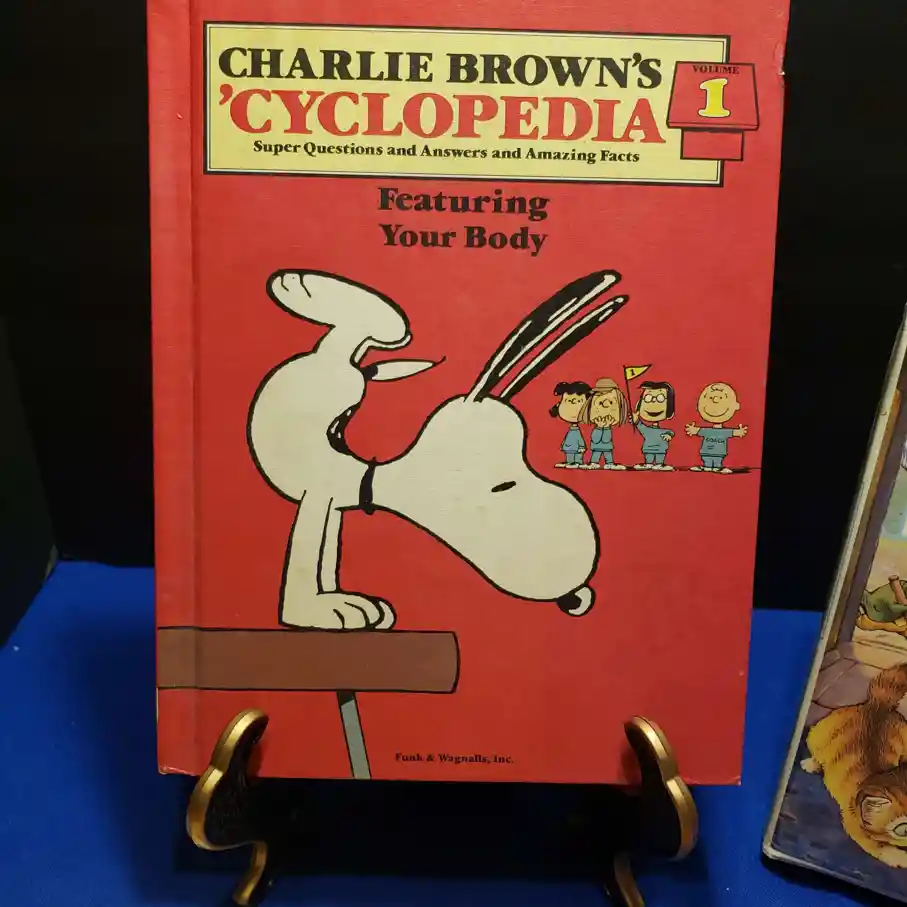 CHARLIE BROWN'S
'CYCLOPEDIA
Super Questions and Answers and Amazing Facts
VOLUME
1
Featuring
Your Body
1
COACH
Funk & Wagnalls, Inc.